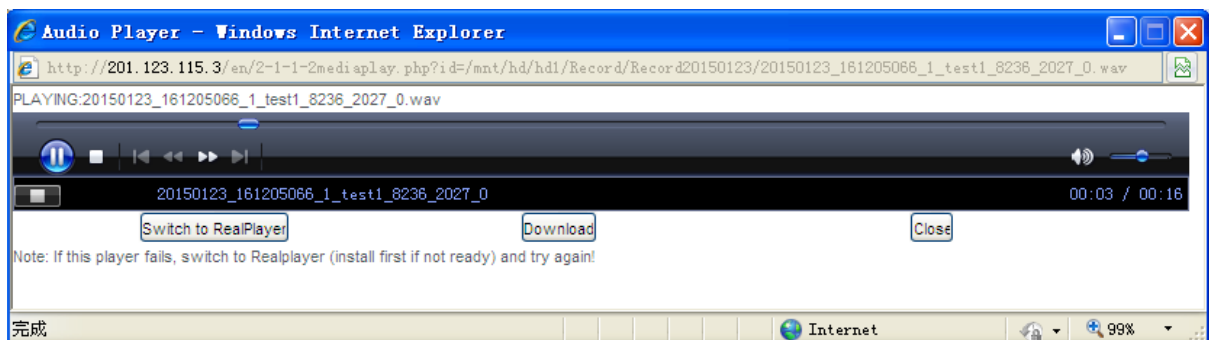 Audio Player - Windows Internet Explorer
http://201.123.115.3/en/2-1-1-2mediaplay.php?id=/mnt/hd/hd1/Record/Record20150123/20150123_161205066_1_test1_8236_2027_0.wav
PLAYING:20150123_161205066_1_test1_8236_2027_0.wav
20150123_161205066_1_test1_8236_2027_0 00:03 / 00:16
Switch to RealPlayer Download Close
Note: If this player fails, switch to Realplayer (install first if not ready) and try again!
完成 Internet 99%